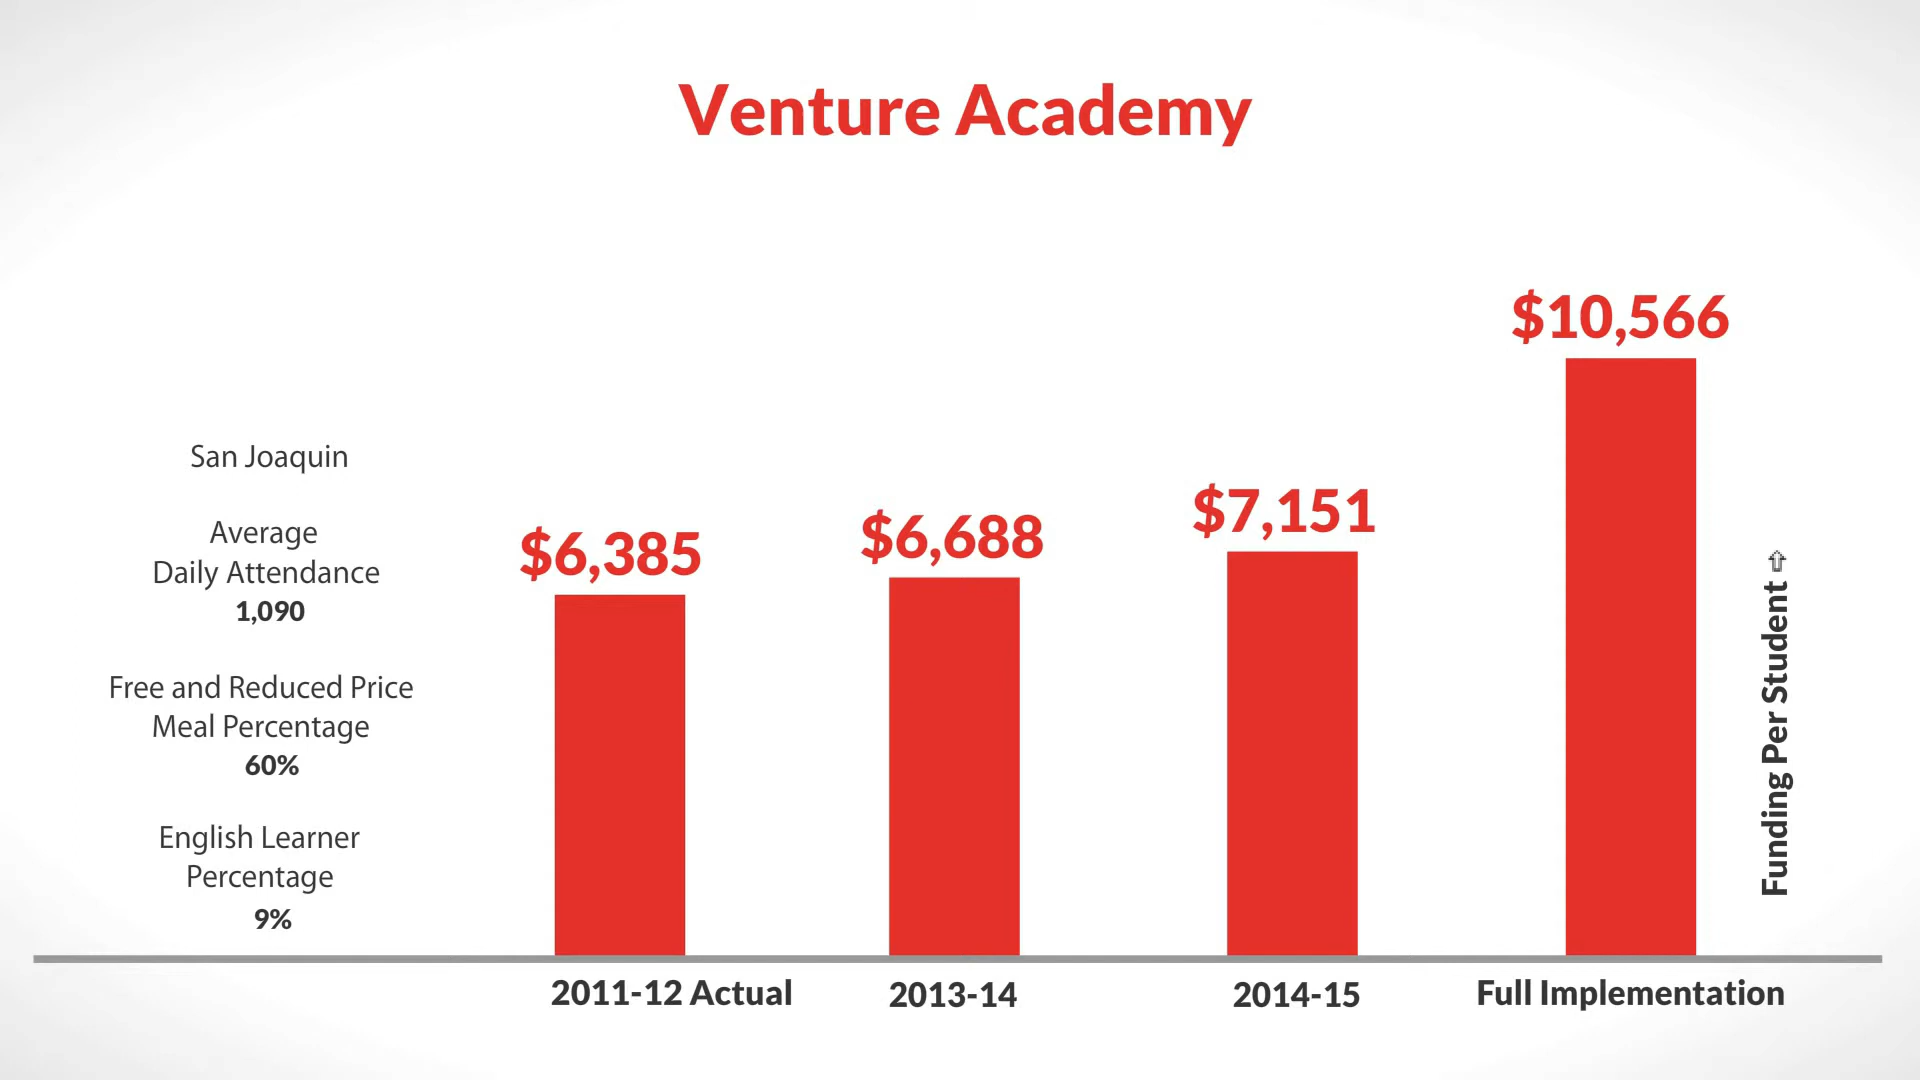 Venture Academy
San Joaquin
Average
Daily Attendance
1,090
Free and Reduced Price
Meal Percentage
60%
English Learner
Percentage
9%
$6,385
$6,688
$7,151
$10,566
Funding Per Student ⇧
2011-12 Actual
2013-14
2014-15
Full Implementation